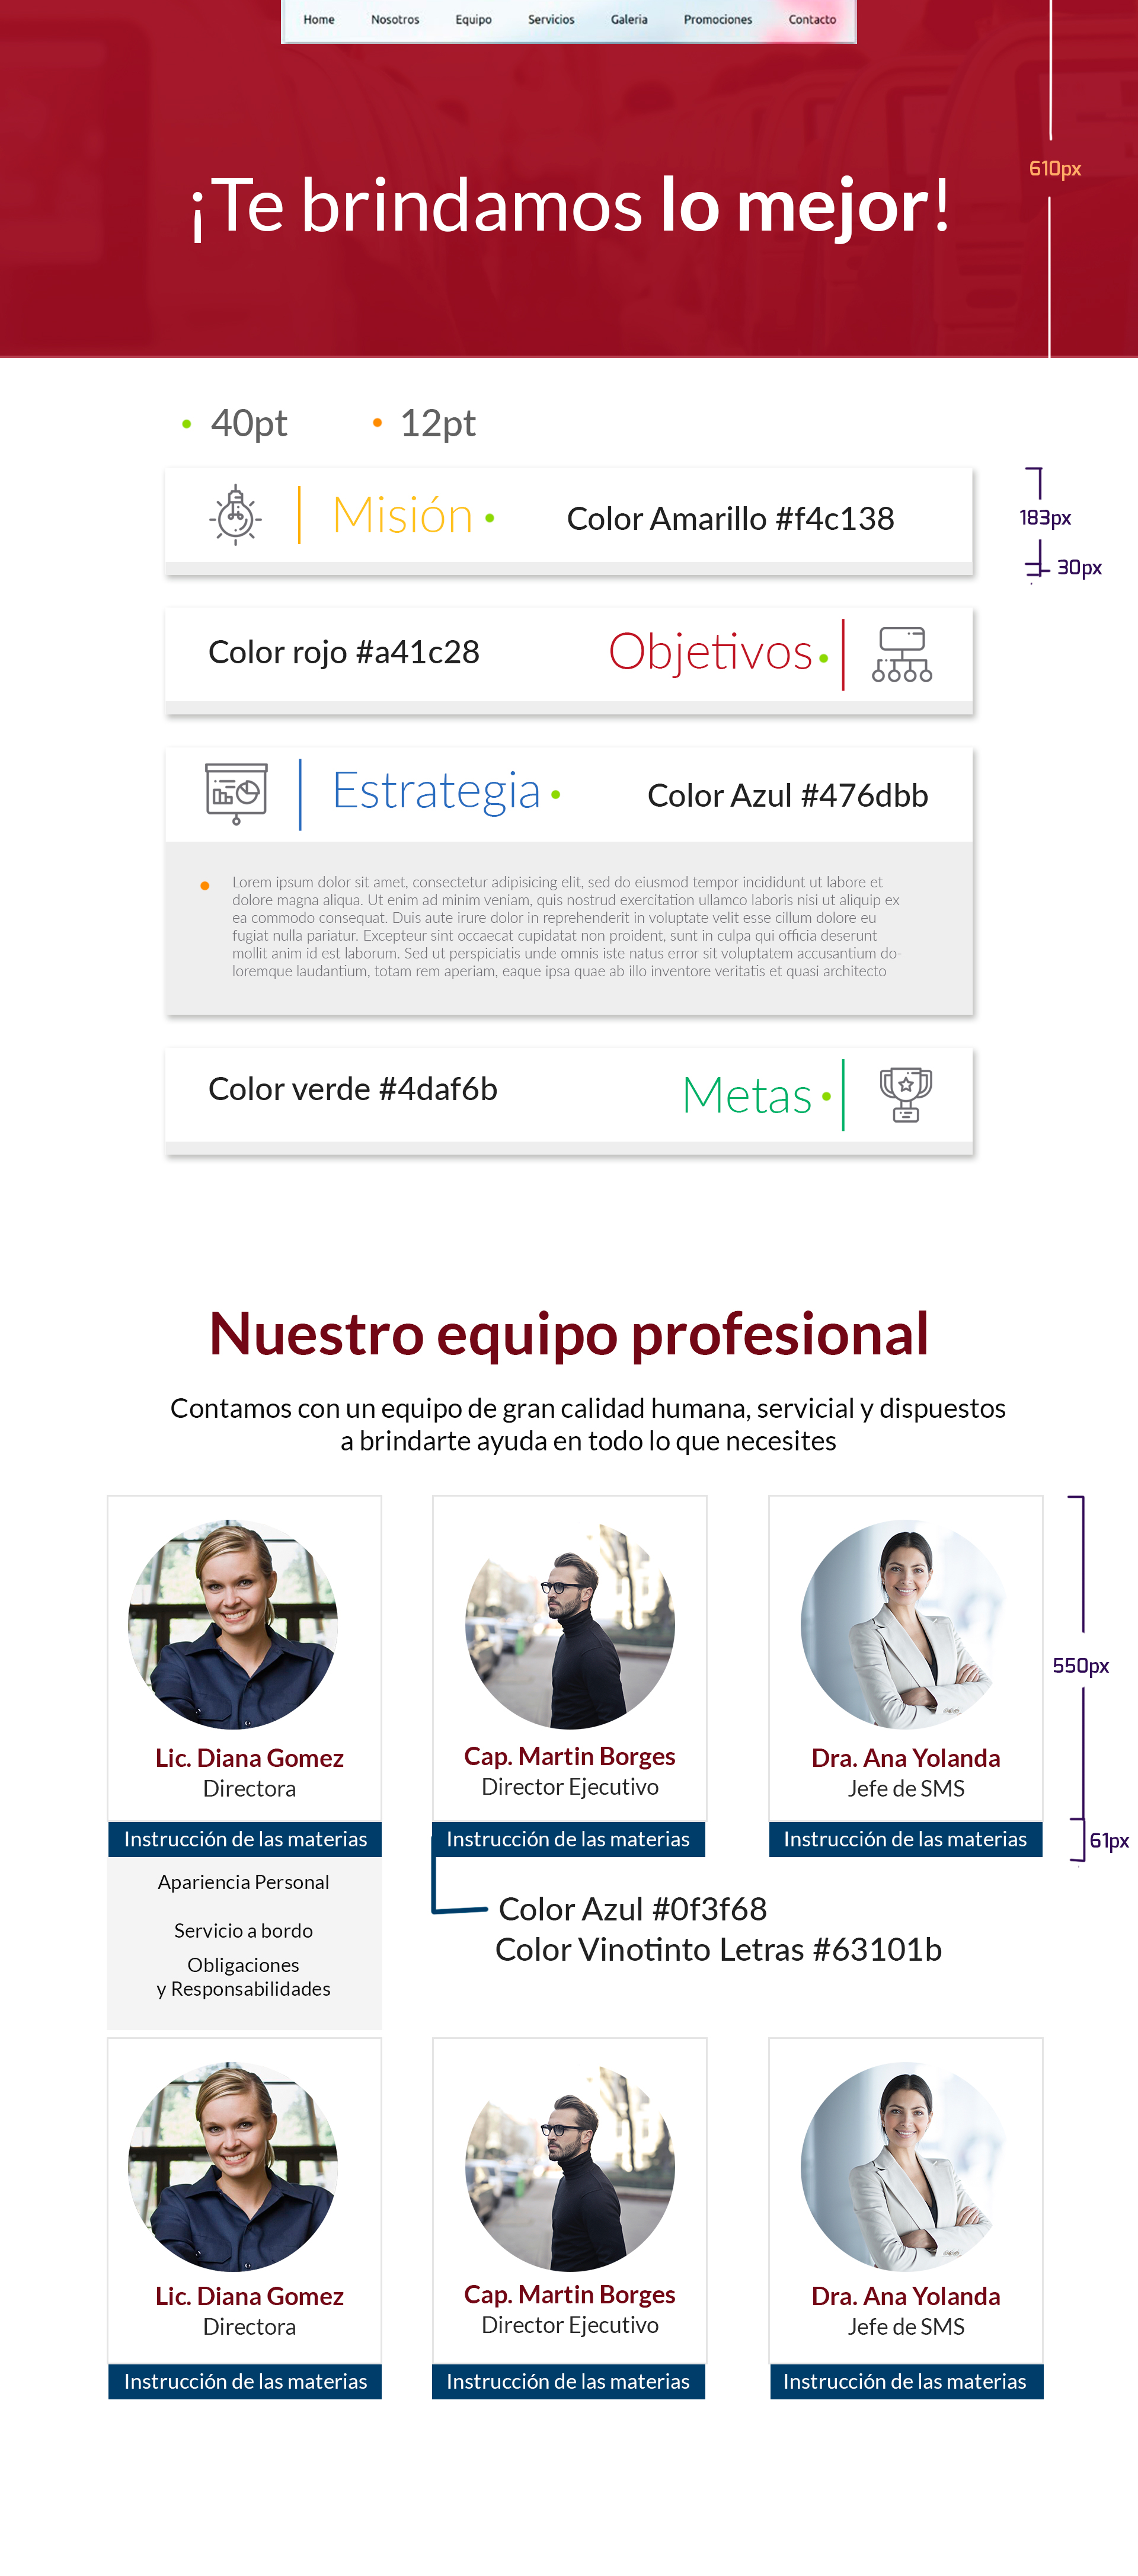 Home Nosotros Equipo Servicios Galeria Promociones Contacto
610px
¡Te brindamos lo mejor!
40pt 12pt
Misión Color Amarillo #f4c138
183px
30px
Color rojo #a41c28 Objetivos
Estrategia Color Azul #476dbb
Lorem ipsum dolor sit amet, consectetur adipisicing elit, sed do eiusmod tempor incididunt ut labore et
dolore magna aliqua. Ut enim ad minim veniam, quis nostrud exercitation ullamco laboris nisi ut aliquip ex
ea commodo consequat. Duis aute irure dolor in reprehenderit in voluptate velit esse cillum dolore eu
fugiat nulla pariatur. Excepteur sint occaecat cupidatat non proident, sunt in culpa qui officia deserunt
mollit anim id est laborum. Sed ut perspiciatis unde omnis iste natus error sit voluptatem accusantium do-
loremque laudantium, totam rem aperiam, eaque ipsa quae ab illo inventore veritatis et quasi architecto
Color verde #4daf6b Metas
Nuestro equipo profesional
Contamos con un equipo de gran calidad humana, servicial y dispuestos
a brindarte ayuda en todo lo que necesites
550px
Lic. Diana Gomez
Directora
Instrucción de las materias
Cap. Martin Borges
Director Ejecutivo
Instrucción de las materias
Dra. Ana Yolanda
Jefe de SMS
Instrucción de las materias
61px
Apariencia Personal
Servicio a bordo
Obligaciones
y Responsabilidades
Color Azul #0f3f68
Color Vinotinto Letras #63101b
Lic. Diana Gomez
Directora
Instrucción de las materias
Cap. Martin Borges
Director Ejecutivo
Instrucción de las materias
Dra. Ana Yolanda
Jefe de SMS
Instrucción de las materias